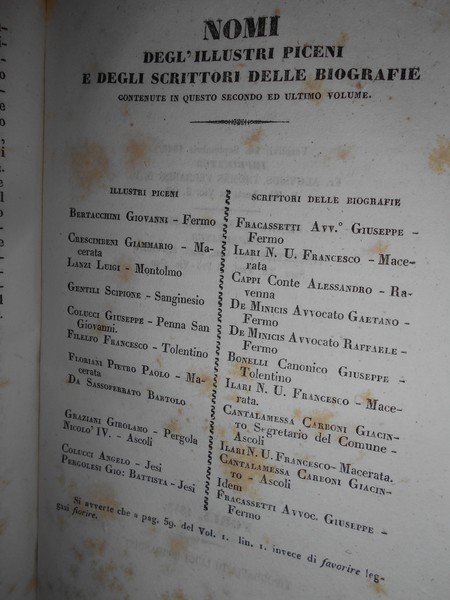 NOMI
DEGL'ILLUSTRI PICENI
E DEGLI SCRITTORI DELLE BIOGRAFIE
CONTENUTE IN QUESTO SECONDO ED ULTIMO VOLUME.
ILLUSTRI PICENI
BERTACCHINI GIOVANNI - Fermo
CRESCIMBENI GIAMMARIO - Ma-
cerata
LANZI LUIGI - Montolmo
GENTILI SCIPIONE - Sanginesio
COLUCCI GIUSEPPE - Penna San
Giovanni.
FILELFO FRANCESCO - Tolentino
FLORIANI PIETRO PAOLO - Ma-
cerata
DA SASSOFERRATO BARTOLO
GRAZIANI GIROLAMO - Pergola
NICOLO' IV. - Ascoli
COLUCCI ANGELO - Jesi
PERGOLESI GIO: BATTISTA - Jesi
SCRITTORI DELLE BIOGRAFIE
FRACASSETTI AVV.° GIUSEPPE -
Fermo
ILARI N. U. FRANCESCO - Mace-
rata
CAPPI CONTE ALESSANDRO - Ra-
venna
DE MINICIS AVVOCATO GAETANO -
Fermo
DE MINICIS AVVOCATO RAFFAELE -
Fermo
BONELLI CANONICO GIUSEPPE -
Tolentino
ILARI N. U. FRANCESCO - Mace-
rata.
CANTALAMESSA CARBONI GIACIN-
TO Segretario del Comune -
Ascoli
ILARI N. U. FRANCESCO - Macerata.
CANTALAMESSA CARBONI GIACIN-
TO - Ascoli
Idem
FRACASSETTI AVVOC. GIUSEPPE -
Fermo
Si avverte che a pag. 59. del Vol. 1. lin. 1. invece di favorire leg-
gasi fiorire.